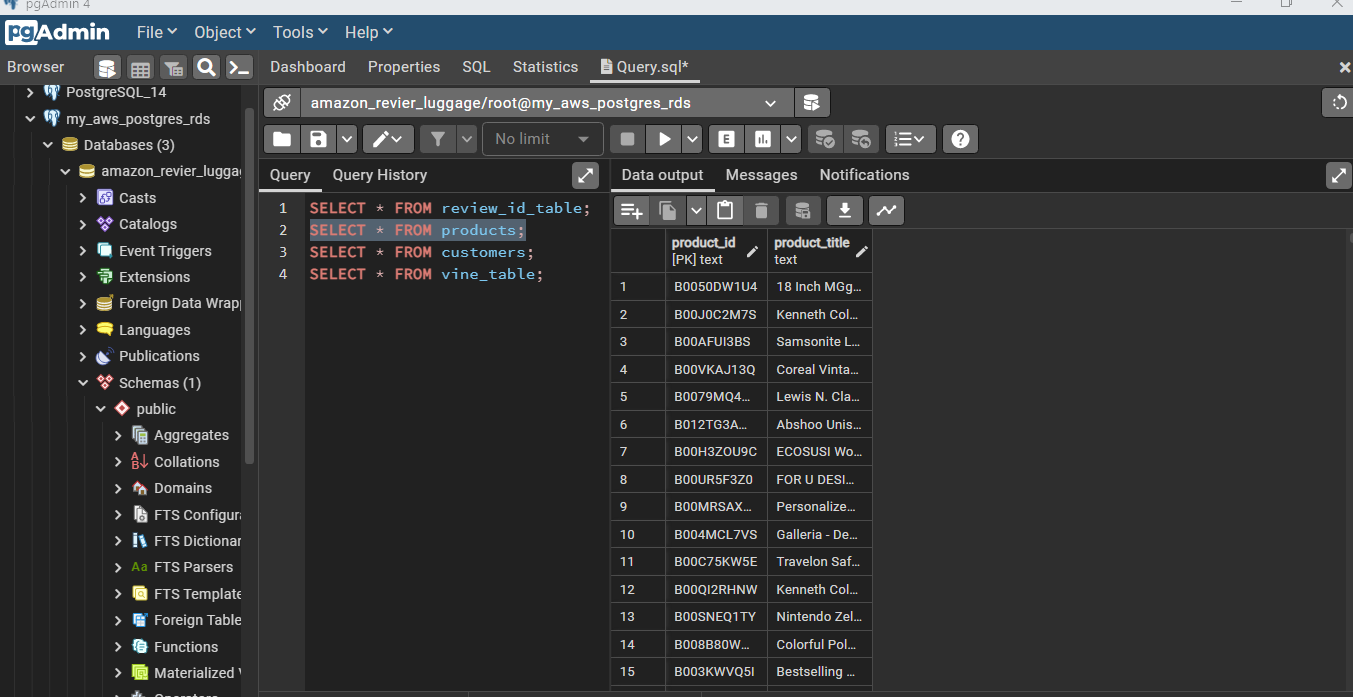 pgAdmin 4
pgAdmin File Object Tools Help
Browser
Dashboard Properties SQL Statistics Query.sql*
PostgreSQL_14
my_aws_postgres_rds
Databases (3)
amazon_revier_lugga
Casts
Catalogs
Event Triggers
Extensions
Foreign Data Wrap
Languages
Publications
Schemas (1)
public
Aggregates
Collations
Domains
FTS Configura
FTS Dictionar
Aa FTS Parsers
FTS Template
Foreign Table
Functions
Materialized
Operators
amazon_revier_luggage/root@my_aws_postgres_rds
No limit
E
Query Query History
1 SELECT * FROM review_id_table;
2 SELECT * FROM products;
3 SELECT * FROM customers;
4 SELECT * FROM vine_table;
Data output Messages Notifications
product_id product_title
[PK] text text
1 B0050DW1U4 18 Inch MGg...
2 B00J0C2M7S Kenneth Col...
3 B00AFUI3BS Samsonite L...
4 B00VKAJ13Q Coreal Vinta...
5 B0079MQ4... Lewis N. Cla...
6 B012TG3A... Abshoo Unis...
7 B00H3ZOU9C ECOSUSI Wo...
8 B00UR5F3Z0 FOR U DESI...
9 B00MRSAX... Personalize...
10 B004MCL7VS Galleria - De...
11 B00C75KW5E Travelon Saf...
12 B00QI2RHNW Kenneth Col...
13 B00SNEQ1TY Nintendo Zel...
14 B008B80W... Colorful Pol...
15 B003KWVQ5I Bestselling ...